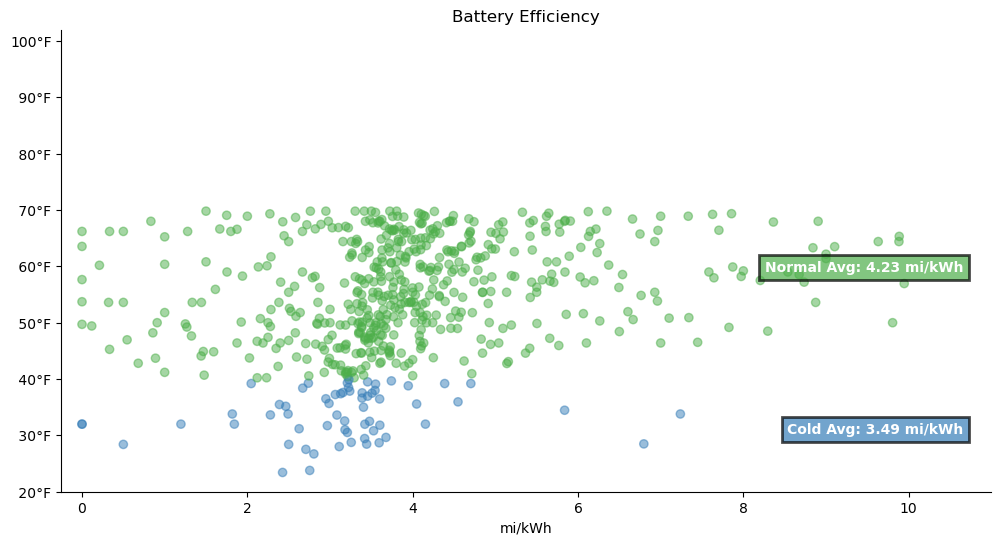 Battery Efficiency
100°F
90°F
80°F
70°F
60°F
50°F
40°F
30°F
20°F
Normal Avg: 4.23 mi/kWh
Cold Avg: 3.49 mi/kWh
0 2 4 6 8 10
mi/kWh